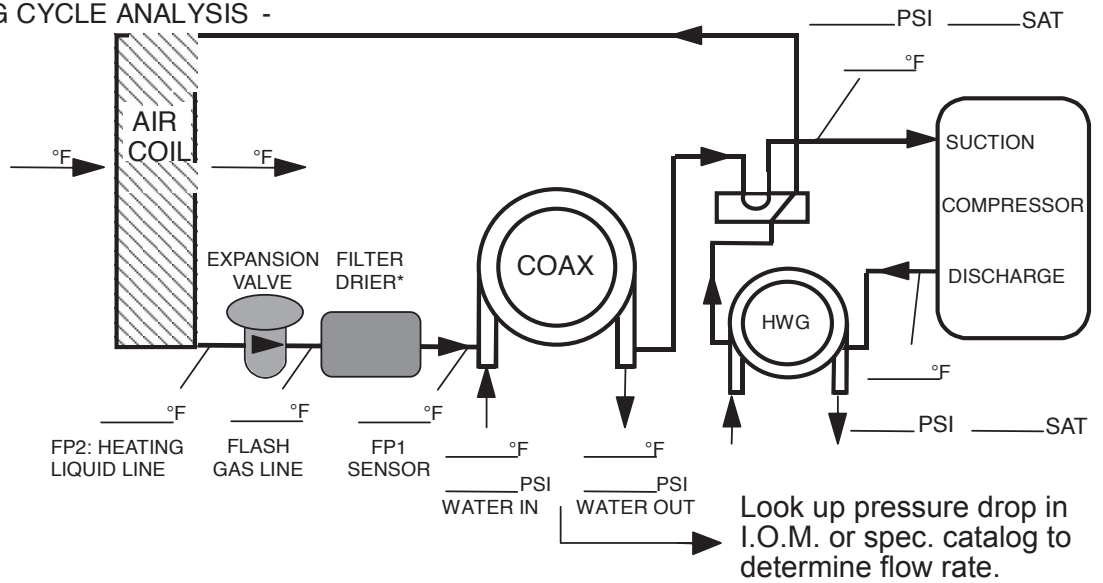 G CYCLE ANALYSIS -
PSI SAT
°F
AIR
COIL
°F °F
SUCTION
COMPRESSOR
DISCHARGE
EXPANSION
VALVE
FILTER
DRIER*
COAX
HWG
°F
°F °F °F
FP2: HEATING
LIQUID LINE
FLASH
GAS LINE
FP1
SENSOR
°F °F
PSI PSI
WATER IN WATER OUT
PSI SAT
Look up pressure drop in
I.O.M. or spec. catalog to
determine flow rate.